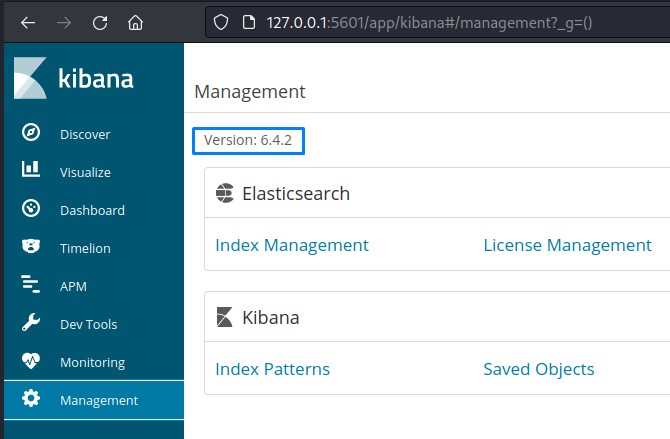 127.0.0.1:5601/app/kibana#/management?_g=()
kibana
Discover
Visualize
Dashboard
Timelion
APM
Dev Tools
Monitoring
Management
Management
Version: 6.4.2
Elasticsearch
Index Management License Management
Kibana
Index Patterns Saved Objects